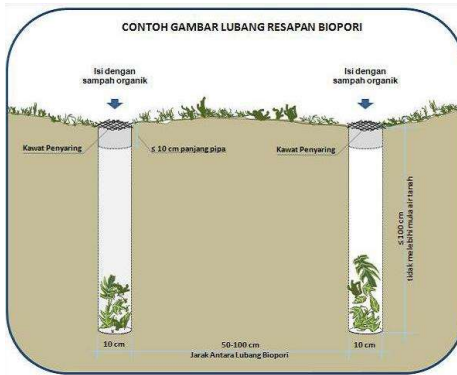 CONTOH GAMBAR LUBANG RESAPAN BIOPORI
Isi dengan
sampah organik
Isi dengan
sampah organik
Kawat Penyaring
≤ 10 cm panjang pipa
Kawat Penyaring
≤ 100 cm
tidak melebihi muka air tanah
10 cm
50-100 cm
10 cm
Jarak Antara Lubang Biopori